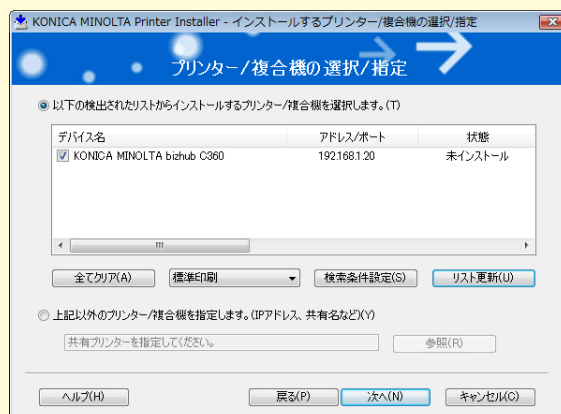 KONICA MINOLTA Printer Installer - インストールするプリンター/複合機の選択/指定
プリンター/複合機の選択/指定
以下の検出されたリストからインストールするプリンター/複合機を選択します。(T)
デバイス名 アドレス/ポート 状態
KONICA MINOLTA bizhub C360 192.168.1.20 未インストール
全てクリア(A) 標準印刷 検索条件設定(S) リスト更新(U)
上記以外のプリンター/複合機を指定します。(IPアドレス、共有名など)(Y)
共有プリンターを指定してください。 参照(R)
ヘルプ(H) 戻る(P) 次へ(N) キャンセル(C)